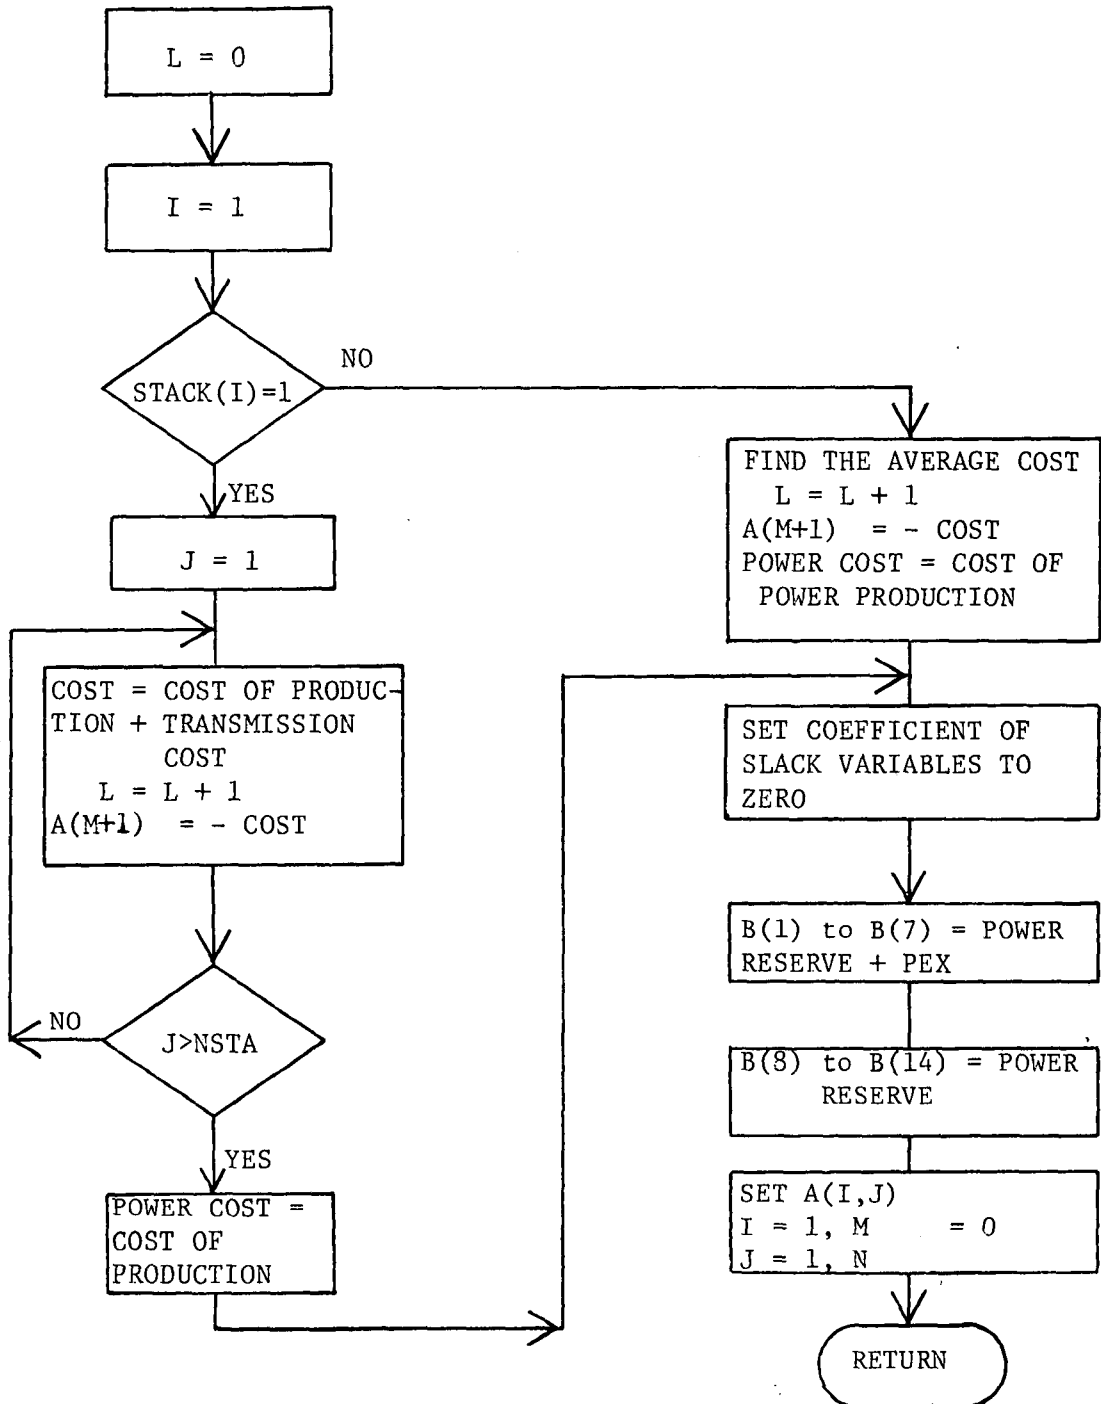 L = 0
I = 1
STACK(I)=1
NO
YES
J = 1
COST = COST OF PRODUC-
TION + TRANSMISSION
COST
L = L + 1
A(M+1) = - COST
J>NSTA
NO
YES
POWER COST =
COST OF
PRODUCTION
FIND THE AVERAGE COST
L = L + 1
A(M+1) = - COST
POWER COST = COST OF
POWER PRODUCTION
SET COEFFICIENT OF
SLACK VARIABLES TO
ZERO
B(1) to B(7) = POWER
RESERVE + PEX
B(8) to B(14) = POWER
RESERVE
SET A(I,J)
I = 1, M = 0
J = 1, N
RETURN